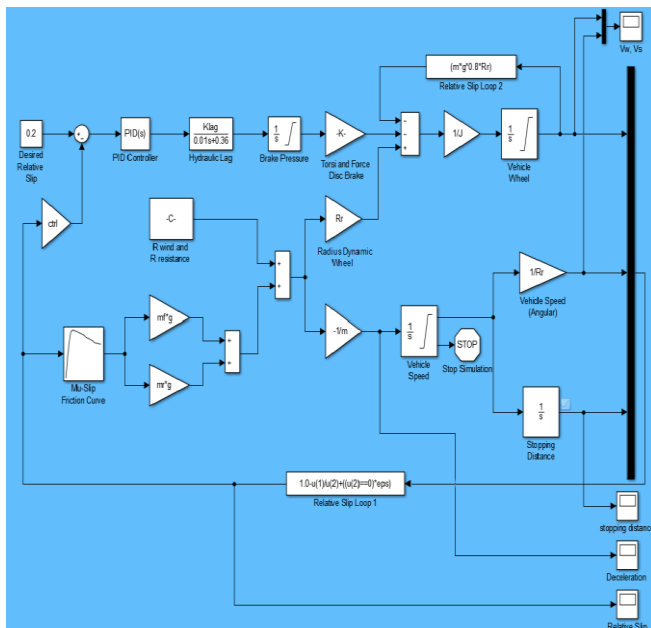 Vw, Vs
(m*g*0.8*Rr)
Relative Slip Loop 2
0.2
Desired
Relative
Slip
+
-
PID(s)
PID Controller
Klag
0.01s+0.36
Hydraulic Lag
1
s
Brake Pressure
-K-
Torsi and Force
Disc Brake
-
-
+
1/J
1
s
Vehicle
Wheel
ctrl
-C-
R wind and
R resistance
+
+
Rr
Radius Dynamic
Wheel
1/Rr
Vehicle Speed
(Angular)
mf*g
mr*g
+
+
Mu-Slip
Friction Curve
-1/m
1
s
Vehicle
Speed
STOP
Stop Simulation
1
s
Stopping
Distance
1.0-u(1)/u(2)+((u(2)==0)*eps)
Relative Slip Loop 1
stopping distance
Deceleration
Relative Slip